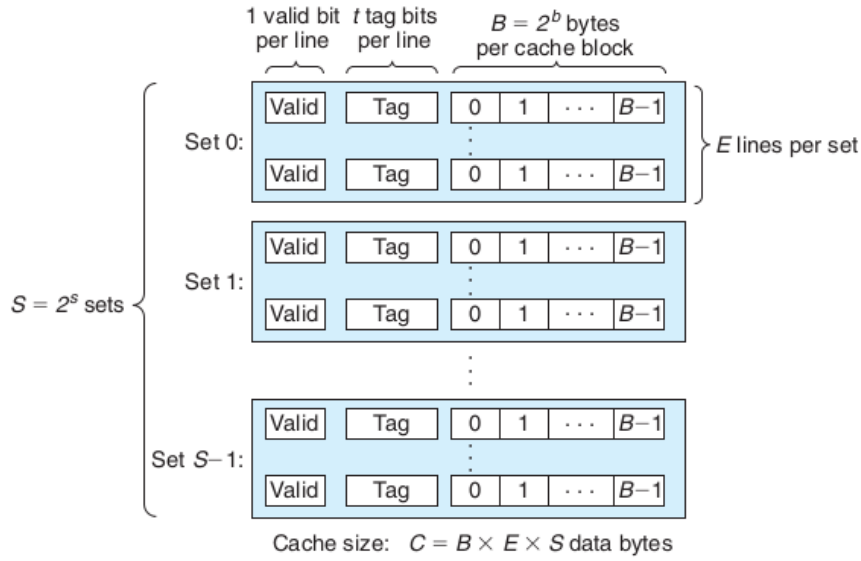 1 valid bit per line
t tag bits per line
B = 2^b bytes per cache block
Set 0:
Valid Tag 0 1 ... B−1
Valid Tag 0 1 ... B−1
E lines per set
Set 1:
Valid Tag 0 1 ... B−1
Valid Tag 0 1 ... B−1
S = 2^s sets
Set S−1:
Valid Tag 0 1 ... B−1
Valid Tag 0 1 ... B−1
Cache size: C = B × E × S data bytes